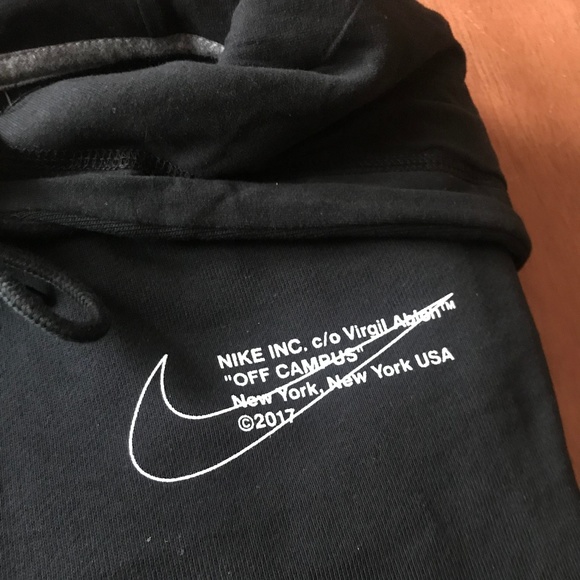 NIKE INC. c/o Virgil Abloh™
"OFF CAMPUS"
New York, New York USA
©2017